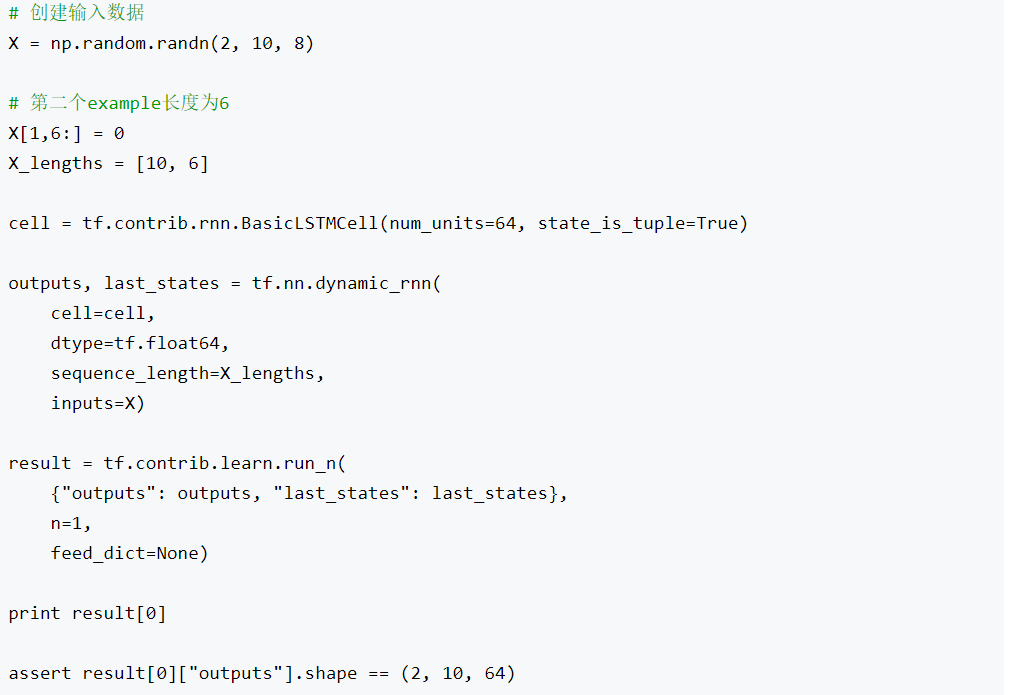 # 创建输入数据
X = np.random.randn(2, 10, 8)
# 第二个example长度为6
X[1,6:] = 0
X_lengths = [10, 6]
cell = tf.contrib.rnn.BasicLSTMCell(num_units=64, state_is_tuple=True)
outputs, last_states = tf.nn.dynamic_rnn(
    cell=cell,
    dtype=tf.float64,
    sequence_length=X_lengths,
    inputs=X)
result = tf.contrib.learn.run_n(
    {"outputs": outputs, "last_states": last_states},
    n=1,
    feed_dict=None)
print result[0]
assert result[0]["outputs"].shape == (2, 10, 64)